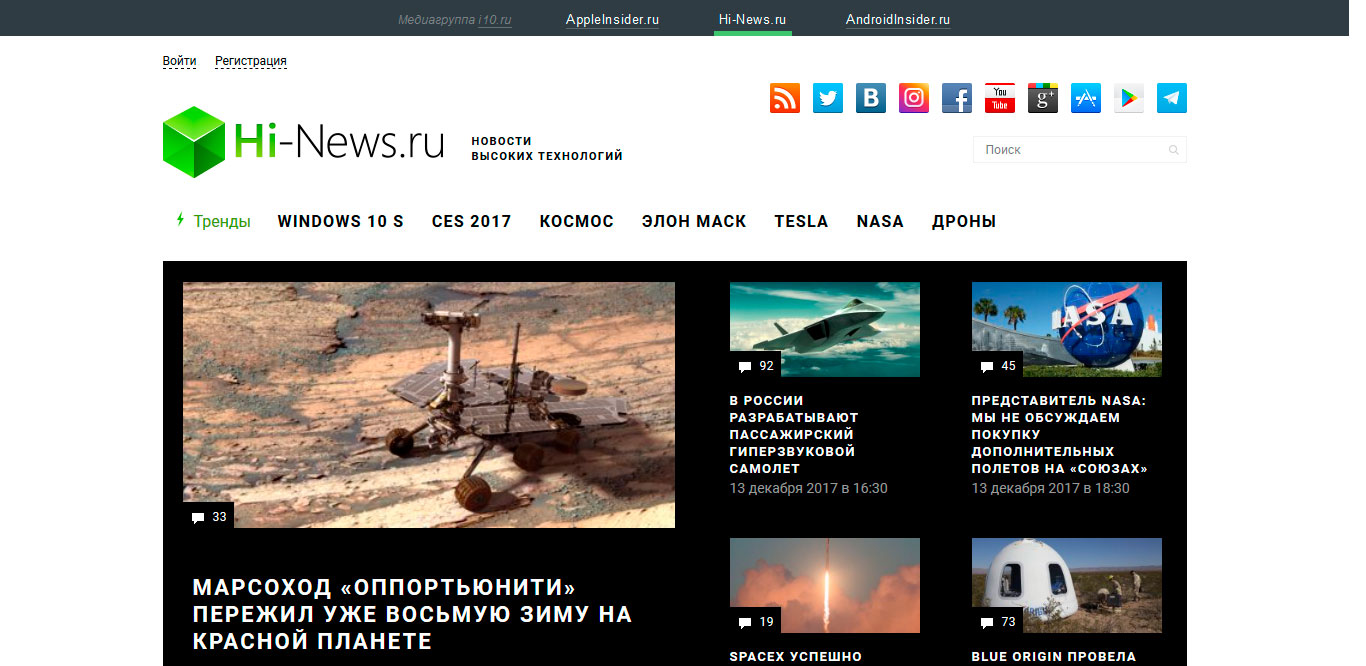 Медиагруппа i10.ru
AppleInsider.ru
Hi-News.ru
AndroidInsider.ru
Войти Регистрация
You
Tube
g+
Hi-News.ru
НОВОСТИ
ВЫСОКИХ ТЕХНОЛОГИЙ
Поиск
Тренды WINDOWS 10 S CES 2017 КОСМОС ЭЛОН МАСК TESLA NASA ДРОНЫ
33
МАРСОХОД «ОППОРТЬЮНИТИ»
ПЕРЕЖИЛ УЖЕ ВОСЬМУЮ ЗИМУ НА
КРАСНОЙ ПЛАНЕТЕ
92
В РОССИИ
РАЗРАБАТЫВАЮТ
ПАССАЖИРСКИЙ
ГИПЕРЗВУКОВОЙ
САМОЛЕТ
13 декабря 2017 в 16:30
45
ПРЕДСТАВИТЕЛЬ NASA:
МЫ НЕ ОБСУЖДАЕМ
ПОКУПКУ
ДОПОЛНИТЕЛЬНЫХ
ПОЛЕТОВ НА «СОЮЗАХ»
13 декабря 2017 в 18:30
19
SPACEX УСПЕШНО
73
BLUE ORIGIN ПРОВЕЛА